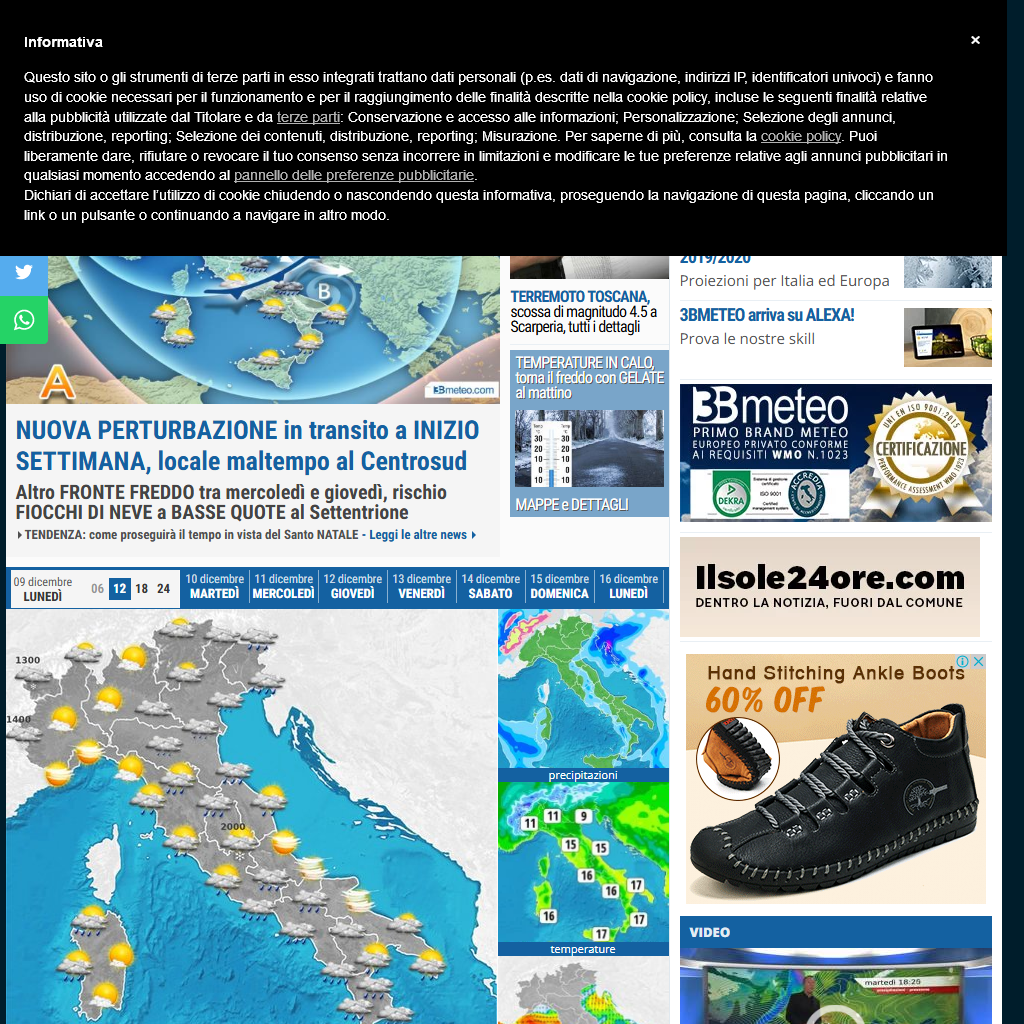 Informativa
×
Questo sito o gli strumenti di terze parti in esso integrati trattano dati personali (p.es. dati di navigazione, indirizzi IP, identificatori univoci) e fanno
uso di cookie necessari per il funzionamento e per il raggiungimento delle finalità descritte nella cookie policy, incluse le seguenti finalità relative
alla pubblicità utilizzate dal Titolare e da terze parti: Conservazione e accesso alle informazioni; Personalizzazione; Selezione degli annunci,
distribuzione, reporting; Selezione dei contenuti, distribuzione, reporting; Misurazione. Per saperne di più, consulta la cookie policy. Puoi
liberamente dare, rifiutare o revocare il tuo consenso senza incorrere in limitazioni e modificare le tue preferenze relative agli annunci pubblicitari in
qualsiasi momento accedendo al pannello delle preferenze pubblicitarie.
Dichiari di accettare l'utilizzo di cookie chiudendo o nascondendo questa informativa, proseguendo la navigazione di questa pagina, cliccando un
link o un pulsante o continuando a navigare in altro modo.
B
A
3Bmeteo.com
NUOVA PERTURBAZIONE in transito a INIZIO
SETTIMANA, locale maltempo al Centrosud
Altro FRONTE FREDDO tra mercoledì e giovedì, rischio
FIOCCHI DI NEVE a BASSE QUOTE al Settentrione
TENDENZA: come proseguirà il tempo in vista del Santo NATALE - Leggi le altre news
TERREMOTO TOSCANA,
scossa di magnitudo 4.5 a
Scarperia, tutti i dettagli
TEMPERATURE IN CALO,
torna il freddo con GELATE
al mattino
30 30
20 20
10 10
0 0
10 10
MAPPE e DETTAGLI
2019/2020
Proiezioni per Italia ed Europa
3BMETEO arriva su ALEXA!
Prova le nostre skill
3Bmeteo
PRIMO BRAND METEO
EUROPEO PRIVATO CONFORME
AI REQUISITI WMO N.1023
DEKRA
ISO 9001
ACCREDIA
UNI EN ISO 9001:2015
CERTIFICAZIONE
PERFORMANCE ASSESSMENT WMO 1023
Ilsole24ore.com
DENTRO LA NOTIZIA, FUORI DAL COMUNE
Hand Stitching Ankle Boots
60% OFF
VIDEO
martedì 18:26
09 dicembre
LUNEDÌ
06 12 18 24
10 dicembre
MARTEDÌ
11 dicembre
MERCOLEDÌ
12 dicembre
GIOVEDÌ
13 dicembre
VENERDÌ
14 dicembre
SABATO
15 dicembre
DOMENICA
16 dicembre
LUNEDÌ
1300
1400
2000
precipitazioni
11 11 9
15 15
16 16 17
16 17
17
temperature